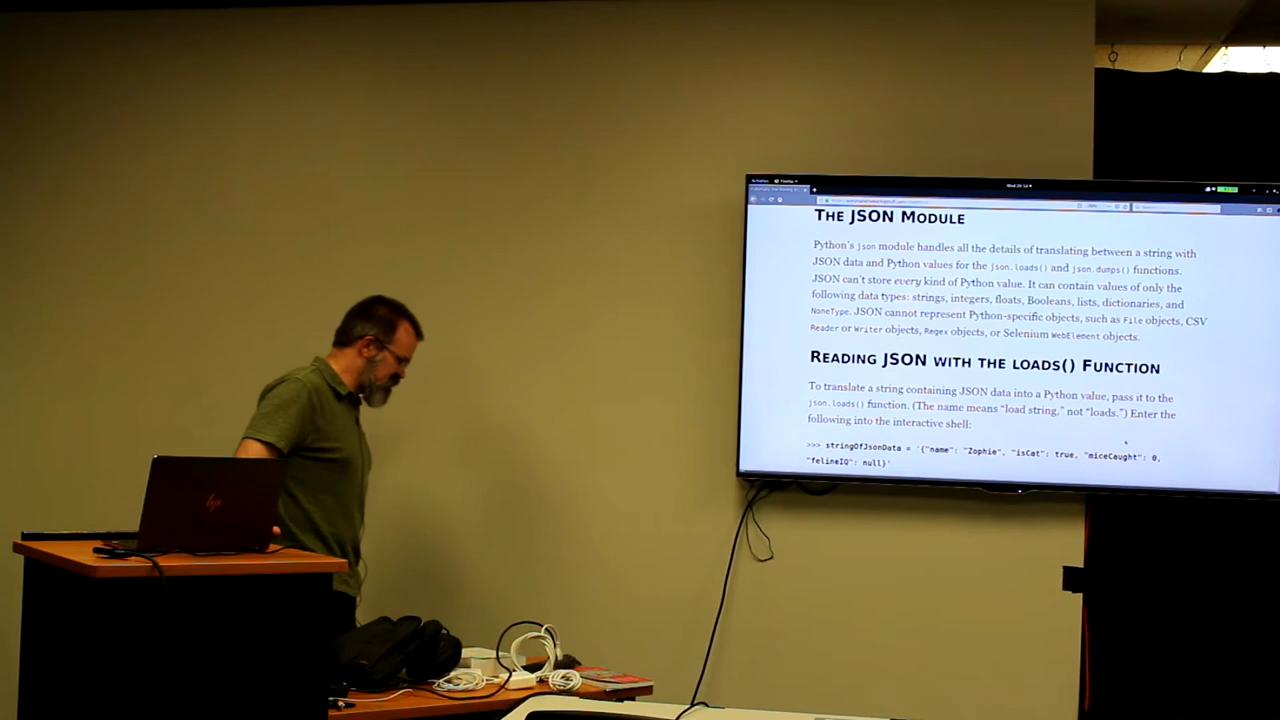 THE JSON MODULE
Python's json module handles all the details of translating between a string with
JSON data and Python values for the json.loads() and json.dumps() functions.
JSON can't store every kind of Python value. It can contain values of only the
following data types: strings, integers, floats, Booleans, lists, dictionaries, and
NoneType. JSON cannot represent Python-specific objects, such as File objects, CSV
Reader or Writer objects, Regex objects, or Selenium WebElement objects.
READING JSON WITH THE LOADS() FUNCTION
To translate a string containing JSON data into a Python value, pass it to the
json.loads() function. (The name means “load string,” not “loads.”) Enter the
following into the interactive shell:
>>> stringOfJsonData = '{"name": "Zophie", "isCat": true, "miceCaught": 0,
"felineIQ": null}'
hp